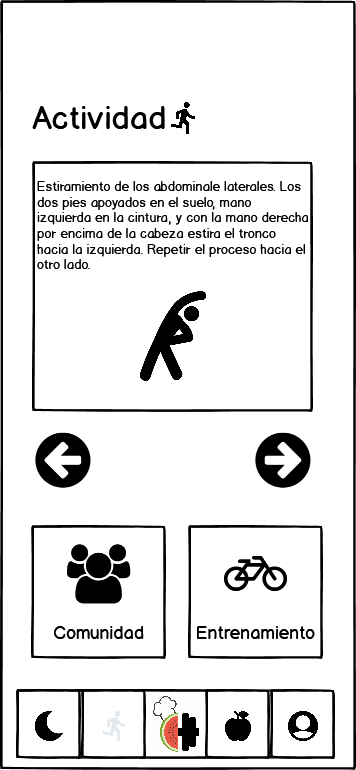 Actividad
Estiramiento de los abdominale laterales. Los
dos pies apoyados en el suelo, mano
izquierda en la cintura, y con la mano derecha
por encima de la cabeza estira el tronco
hacia la izquierda. Repetir el proceso hacia el
otro lado.
Comunidad
Entrenamiento